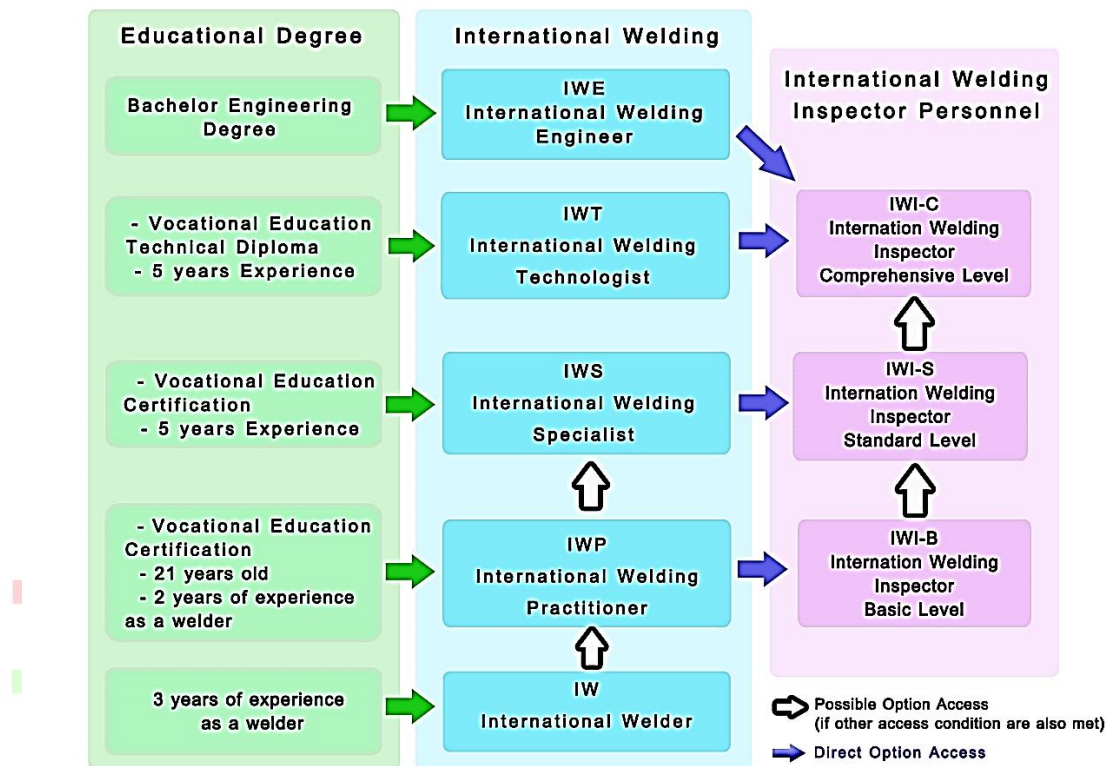 Educational Degree
Bachelor Engineering
Degree
- Vocational Education
Technical Diploma
- 5 years Experience
- Vocational Education
Certification
- 5 years Experience
- Vocational Education
Certification
- 21 years old
- 2 years of experience
as a welder
3 years of experience
as a welder
International Welding
IWE
International Welding
Engineer
IWT
International Welding
Technologist
IWS
International Welding
Specialist
IWP
International Welding
Practitioner
IW
International Welder
International Welding
Inspector Personnel
IWI-C
Internation Welding
Inspector
Comprehensive Level
IWI-S
Internation Welding
Inspector
Standard Level
IWI-B
Internation Welding
Inspector
Basic Level
Possible Option Access
(if other access condition are also met)
Direct Option Access